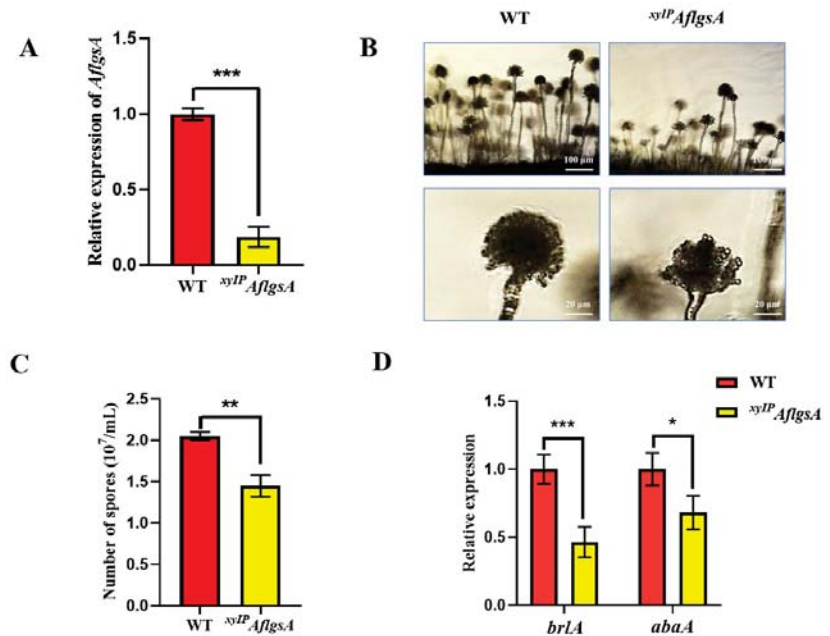 A
Relative expression of AflgsA
1.5
1.0
0.5
0.0
***
WT
xylPAflgsA
B
WT
xylPAflgsA
100 μm
100 μm
20 μm
20 μm
C
Number of spores (10⁷/mL)
2.5
2.0
1.5
1.0
0.5
0.0
**
WT
xylPAflgsA
D
WT
xylPAflgsA
Relative expression
1.5
1.0
0.5
0.0
***
*
brlA
abaA